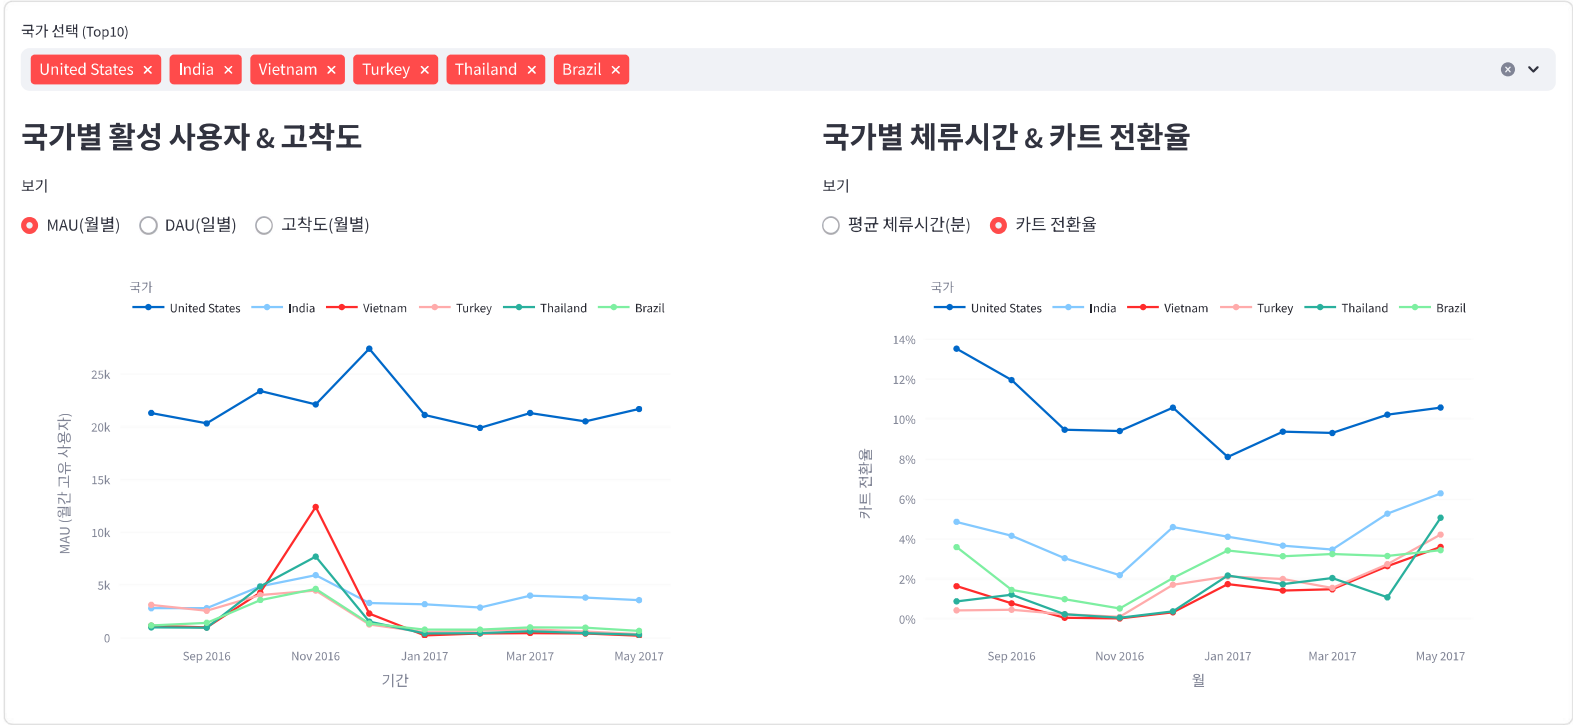 국가 선택 (Top10)
United States × India × Vietnam × Turkey × Thailand × Brazil ×
국가별 활성 사용자 & 고착도
보기
MAU(월별) DAU(일별) 고착도(월별)
국가
United States India Vietnam Turkey Thailand Brazil
25k
20k
15k
10k
5k
0
MAU (월간 고유 사용자)
Sep 2016 Nov 2016 Jan 2017 Mar 2017 May 2017
기간
국가별 체류시간 & 카트 전환율
보기
평균 체류시간(분) 카트 전환율
국가
United States India Vietnam Turkey Thailand Brazil
14%
12%
10%
8%
6%
4%
2%
0%
카트 전환율
Sep 2016 Nov 2016 Jan 2017 Mar 2017 May 2017
월